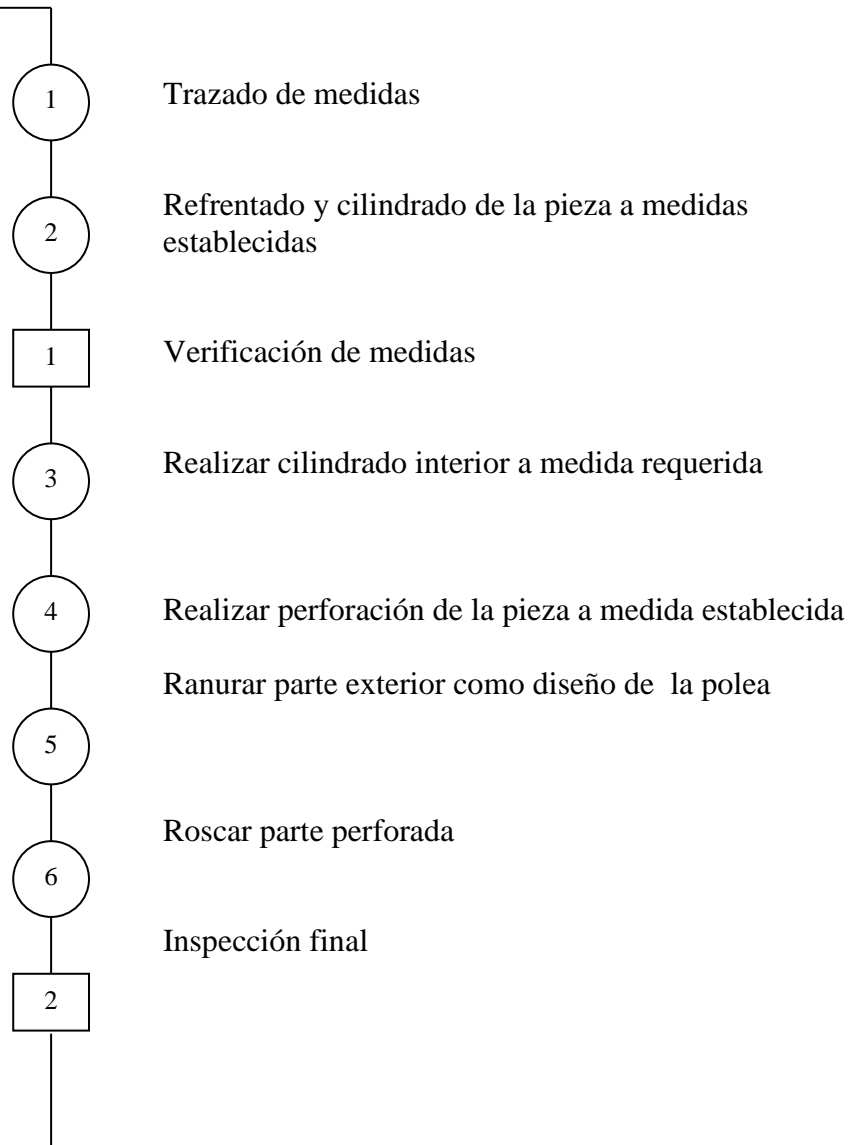 1 Trazado de medidas
2 Refrentado y cilindrado de la pieza a medidas
establecidas
1 Verificación de medidas
3 Realizar cilindrado interior a medida requerida
4 Realizar perforación de la pieza a medida establecida
Ranurar parte exterior como diseño de  la polea
5
Roscar parte perforada
6
Inspección final
2